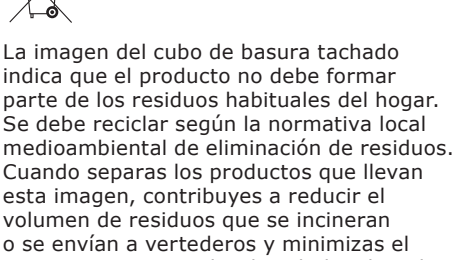 La imagen del cubo de basura tachado
indica que el producto no debe formar
parte de los residuos habituales del hogar.
Se debe reciclar según la normativa local
medioambiental de eliminación de residuos.
Cuando separas los productos que llevan
esta imagen, contribuyes a reducir el
volumen de residuos que se incineran
o se envían a vertederos y minimizas el